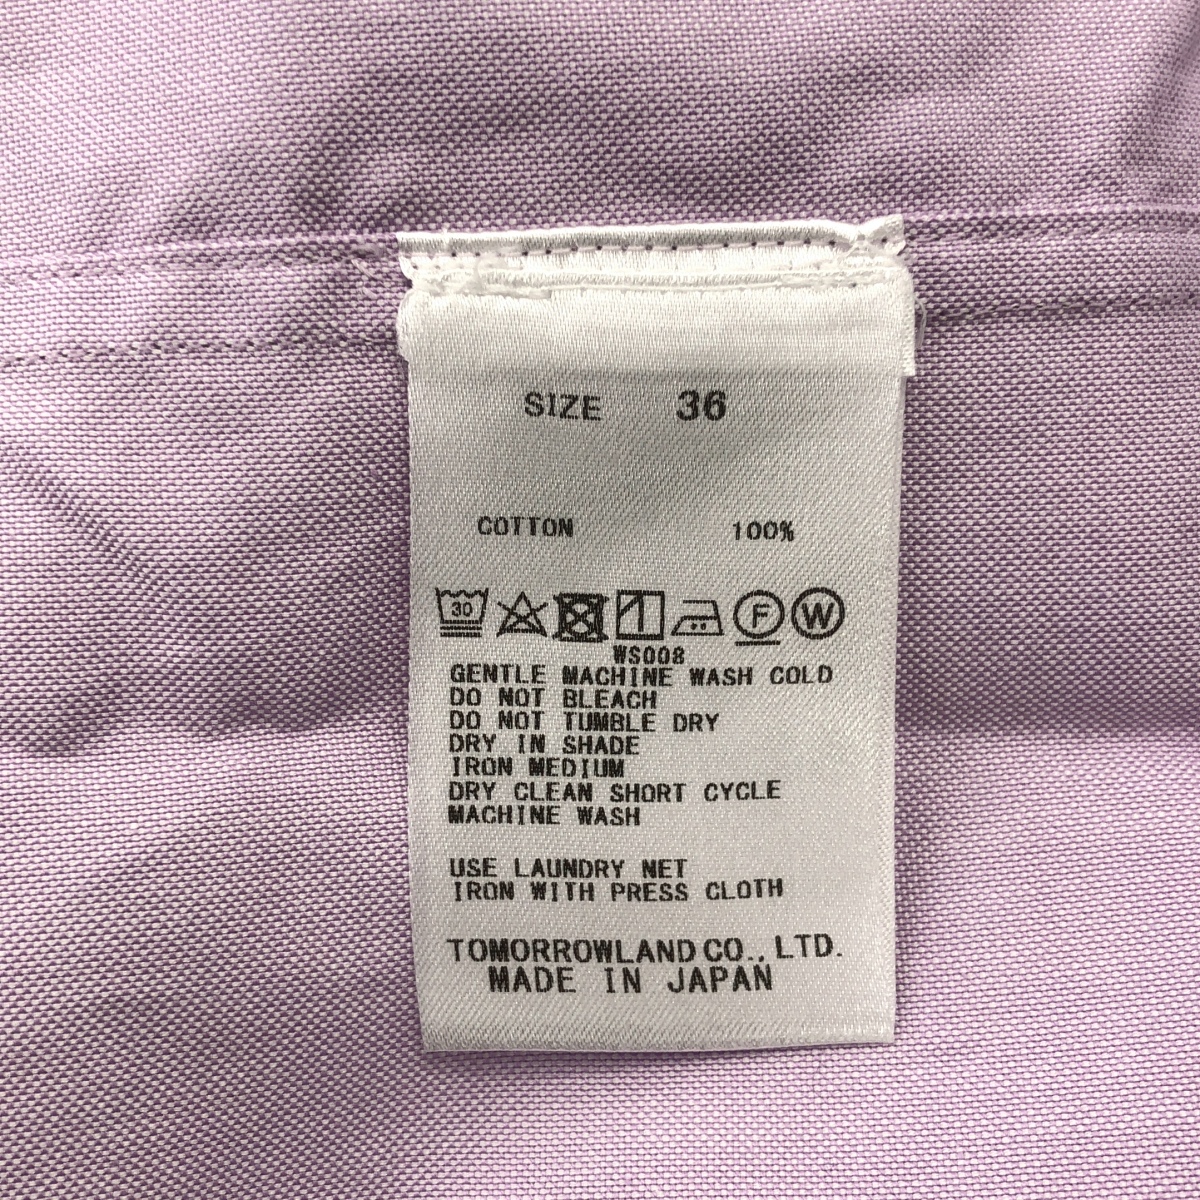 SIZE 36
COTTON 100%
30 F W
WS008
GENTLE MACHINE WASH COLD
DO NOT BLEACH
DO NOT TUMBLE DRY
DRY IN SHADE
IRON MEDIUM
DRY CLEAN SHORT CYCLE
MACHINE WASH
USE LAUNDRY NET
IRON WITH PRESS CLOTH
TOMORROWLAND CO., LTD.
MADE IN JAPAN